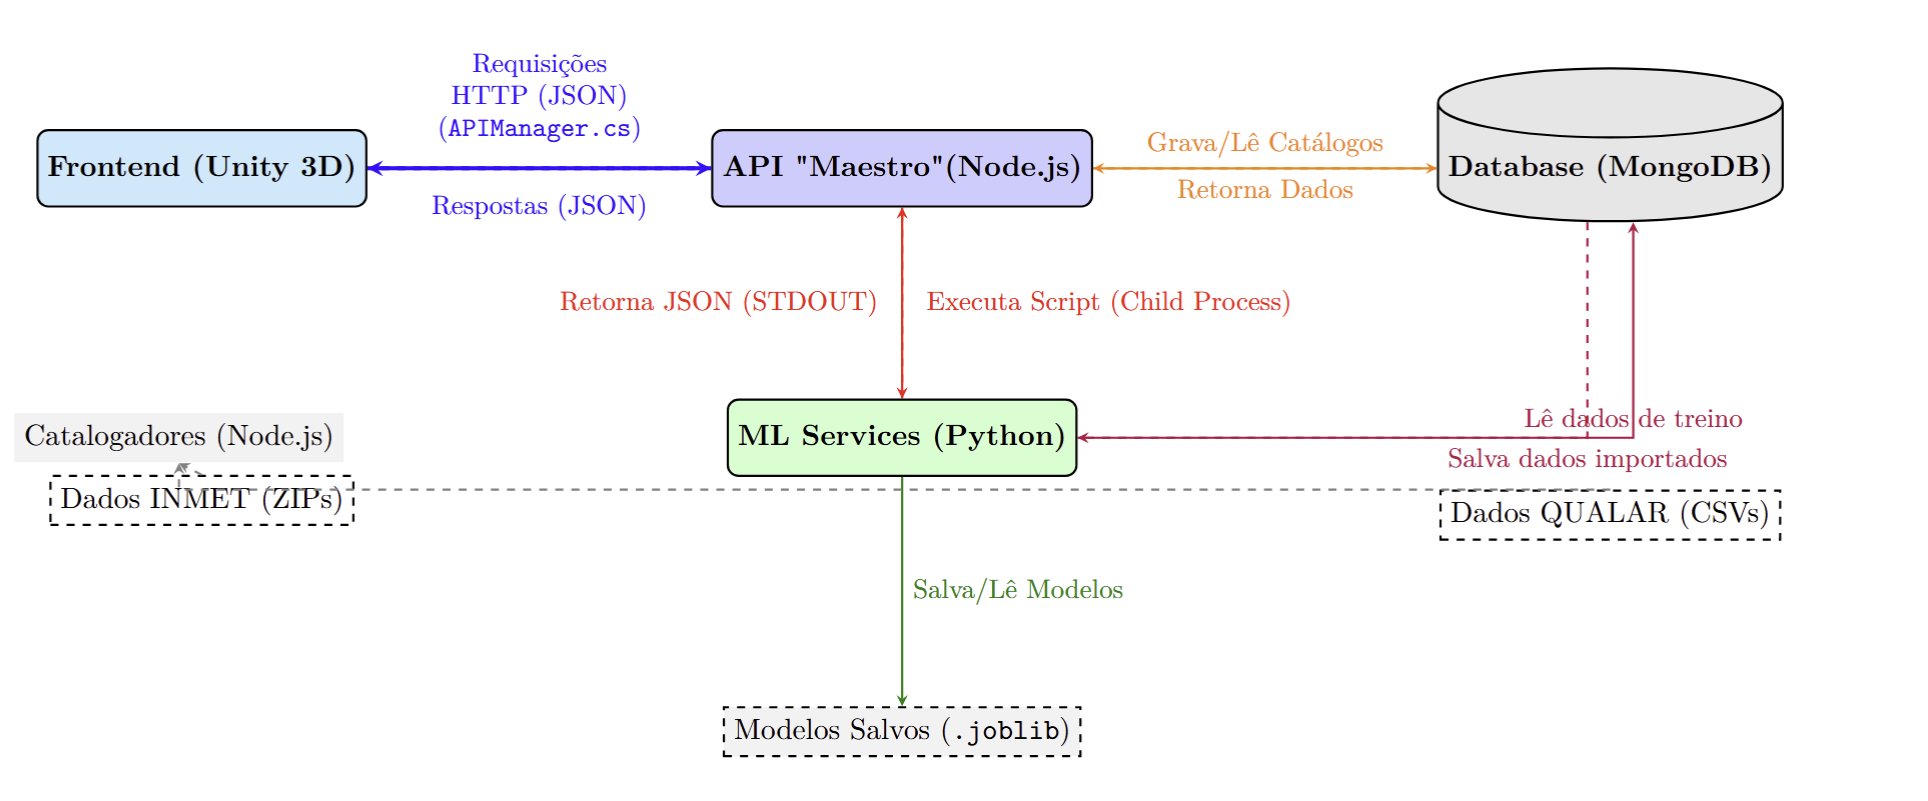 Requisições
HTTP (JSON)
(APIManager.cs)
Frontend (Unity 3D)
Respostas (JSON)
API "Maestro"(Node.js)
Grava/Lê Catálogos
Retorna Dados
Database (MongoDB)
Retorna JSON (STDOUT)
Executa Script (Child Process)
Catalogadores (Node.js)
Dados INMET (ZIPs)
ML Services (Python)
Lê dados de treino
Salva dados importados
Dados QUALAR (CSVs)
Salva/Lê Modelos
Modelos Salvos (.joblib)